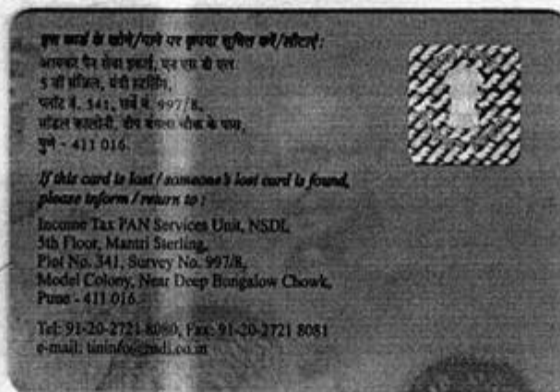 इस कार्ड के खोने/पाने पर कृपया सूचित करें/लौटाएं:
आयकर पैन सेवा इकाई, एन एस डी एल
5 वीं मंजिल, मंत्री स्टर्लिंग,
प्लॉट नं. 341, सर्वे नं. 997/8,
मॉडल कालोनी, दीप बंगला चौक के पास,
पुणे - 411 016.
If this card is lost / someone's lost card is found,
please inform / return to :
Income Tax PAN Services Unit, NSDL
5th Floor, Mantri Sterling,
Plot No. 341, Survey No. 997/8,
Model Colony, Near Deep Bungalow Chowk,
Pune - 411 016.
Tel: 91-20-2721 8080, Fax: 91-20-2721 8081
e-mail: tininfo@nsdl.co.in